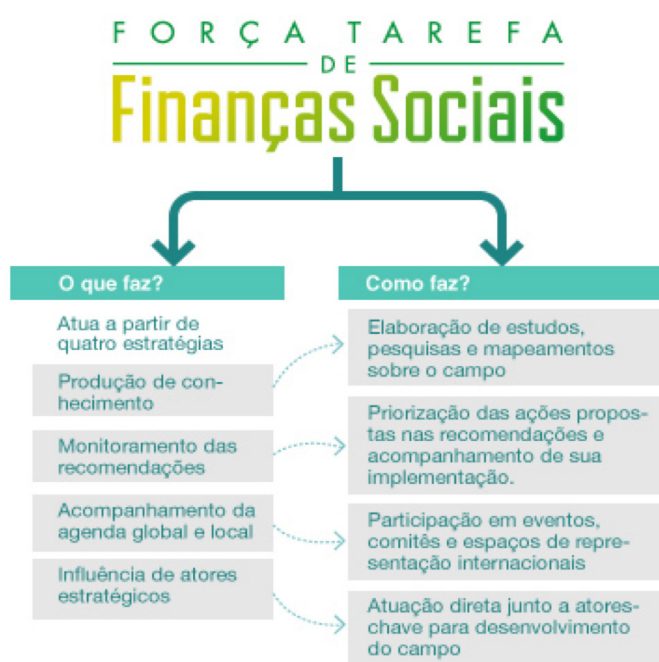 FORÇA TAREFA
DE
Finanças Sociais
O que faz?
Atua a partir de
quatro estratégias
Produção de con-
hecimento
Monitoramento das
recomendações
Acompanhamento da
agenda global e local
Influência de atores
estratégicos
Como faz?
Elaboração de estudos,
pesquisas e mapeamentos
sobre o campo
Priorização das ações propos-
tas nas recomendações e
acompanhamento de sua
implementação.
Participação em eventos,
comitês e espaços de repre-
sentação internacionais
Atuação direta junto a atores-
chave para desenvolvimento
do campo